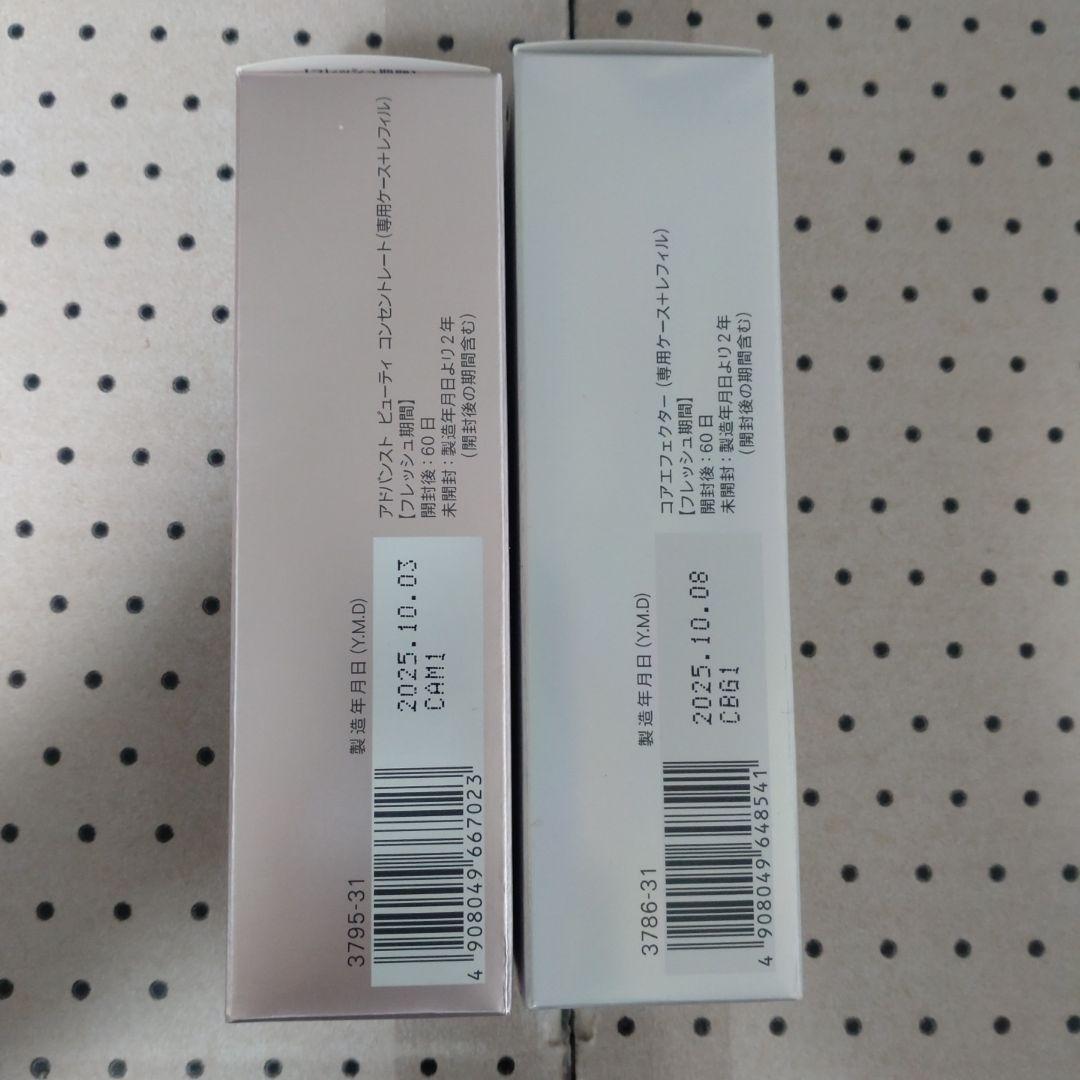 【フレッシュ期間】
アドバンスト ビューティ コンセントレート(専用ケース+レフィル)
【フレッシュ期間】
開封後:60日
未開封:製造年月日より2年
(開封後の期間含む)
製造年月日(Y.M.D)
2025.10.03
CAM1
3795-31
4 908049 667023
コアエフェクター(専用ケース+レフィル)
【フレッシュ期間】
開封後:60日
未開封:製造年月日より2年
(開封後の期間含む)
製造年月日(Y.M.D)
2025.10.08
CBG1
3786-31
4 908049 648541